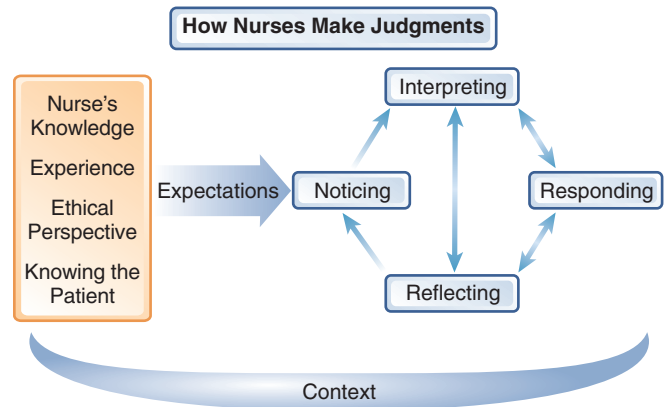 How Nurses Make Judgments
Nurse's
Knowledge
Experience
Ethical
Perspective
Knowing the
Patient
Expectations
Noticing
Interpreting
Responding
Reflecting
Context